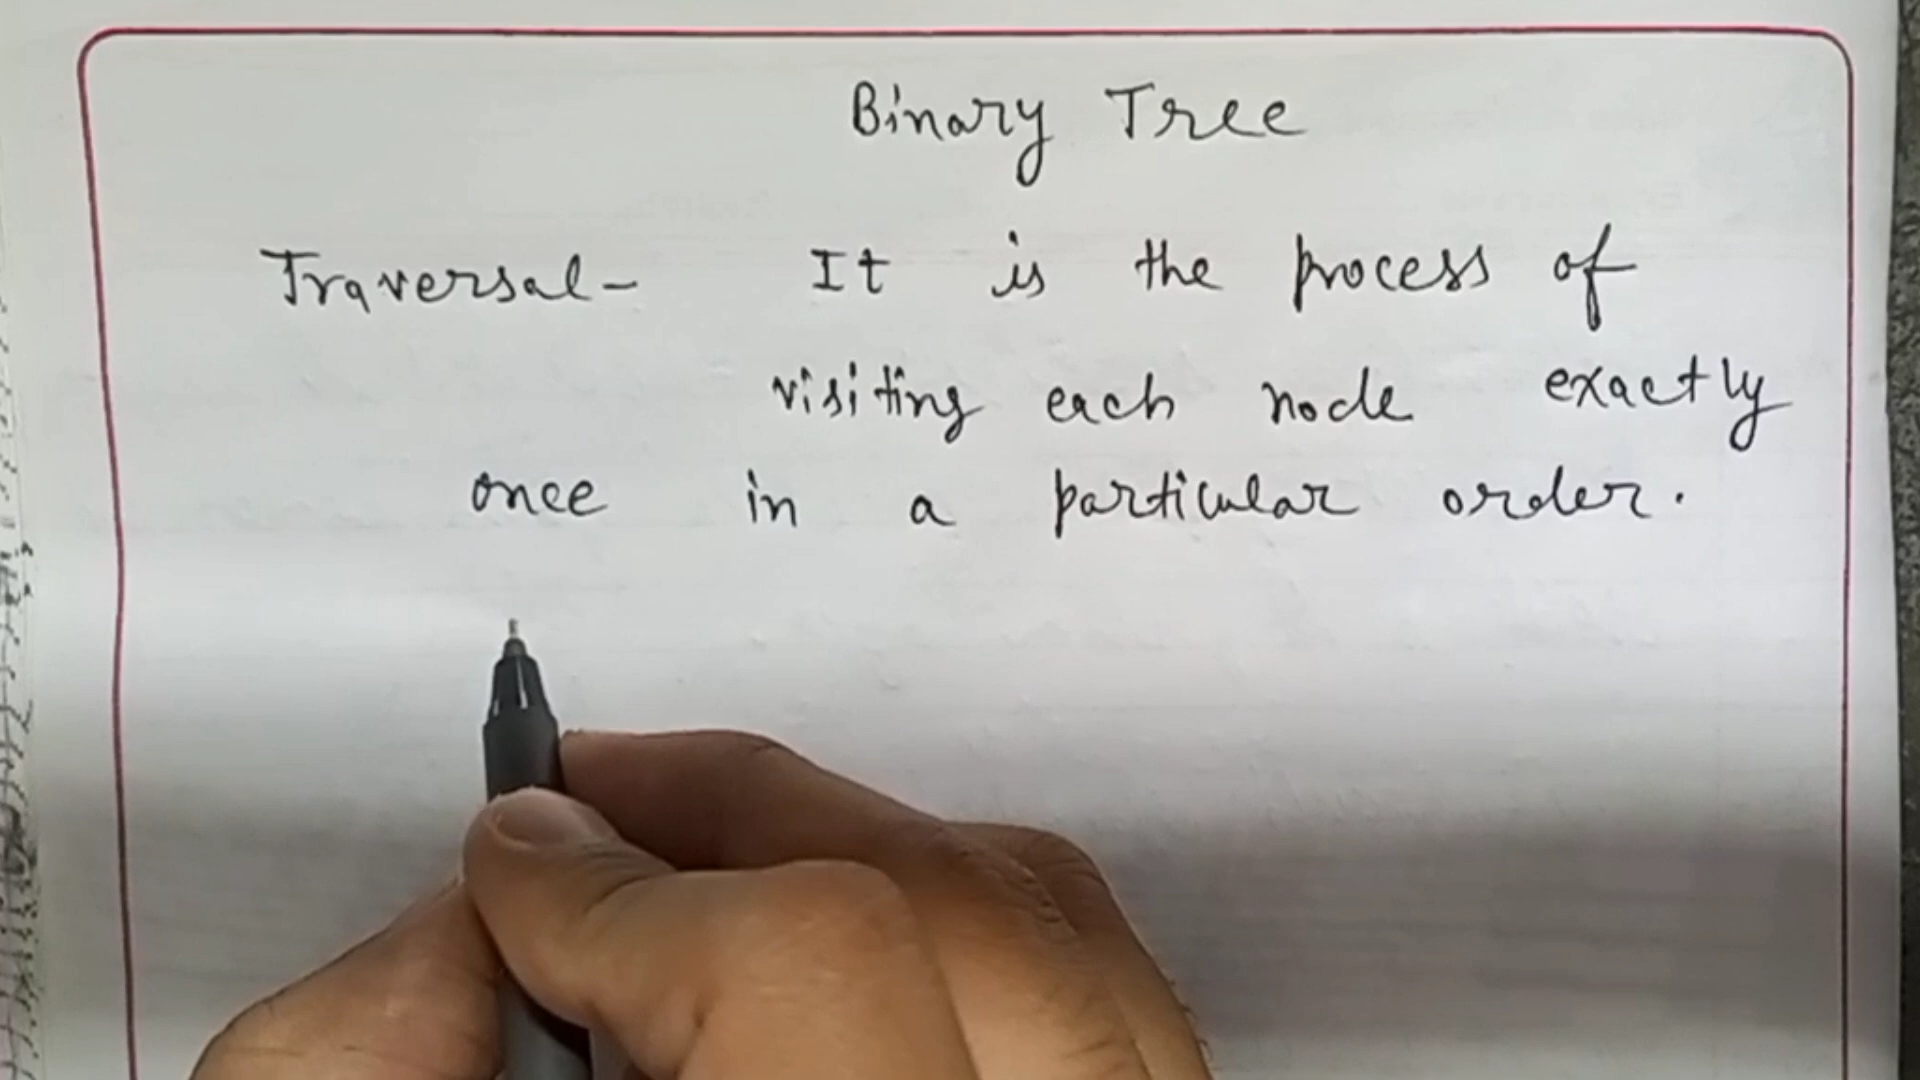 Binary Tree
Traversal- It is the process of
visiting each node exactly
once in a particular order.